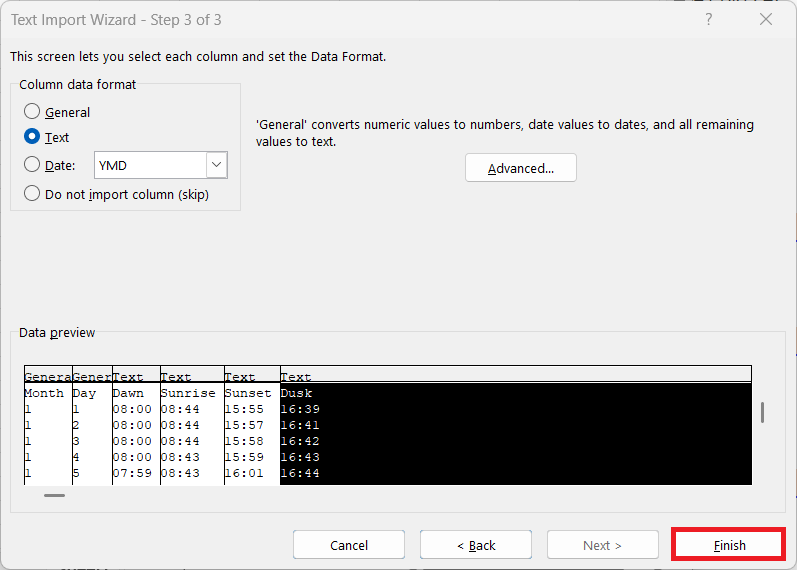 Text Import Wizard - Step 3 of 3 ?
This screen lets you select each column and set the Data Format.
Column data format
General
Text
Date: YMD
Do not import column (skip)
'General' converts numeric values to numbers, date values to dates, and all remaining
values to text.
Advanced...
Data preview
Genera Gener Text Text Text Text
Month Day Dawn Sunrise Sunset Dusk
1 1 08:00 08:44 15:55 16:39
1 2 08:00 08:44 15:57 16:41
1 3 08:00 08:44 15:58 16:42
1 4 08:00 08:43 15:59 16:43
1 5 07:59 08:43 16:01 16:44
Cancel < Back Next > Finish